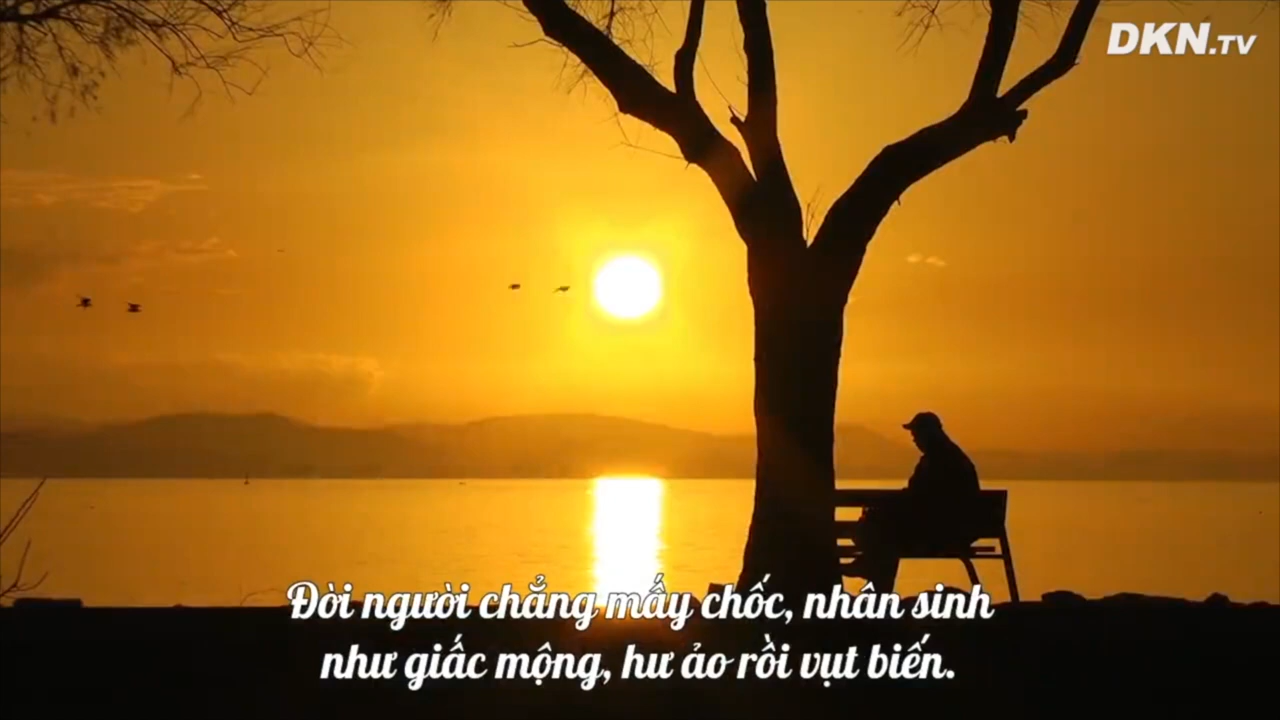 DKN.TV
Đời người chẳng mấy chốc, nhân sinh
như giấc mộng, hư ảo rồi vụt biến.